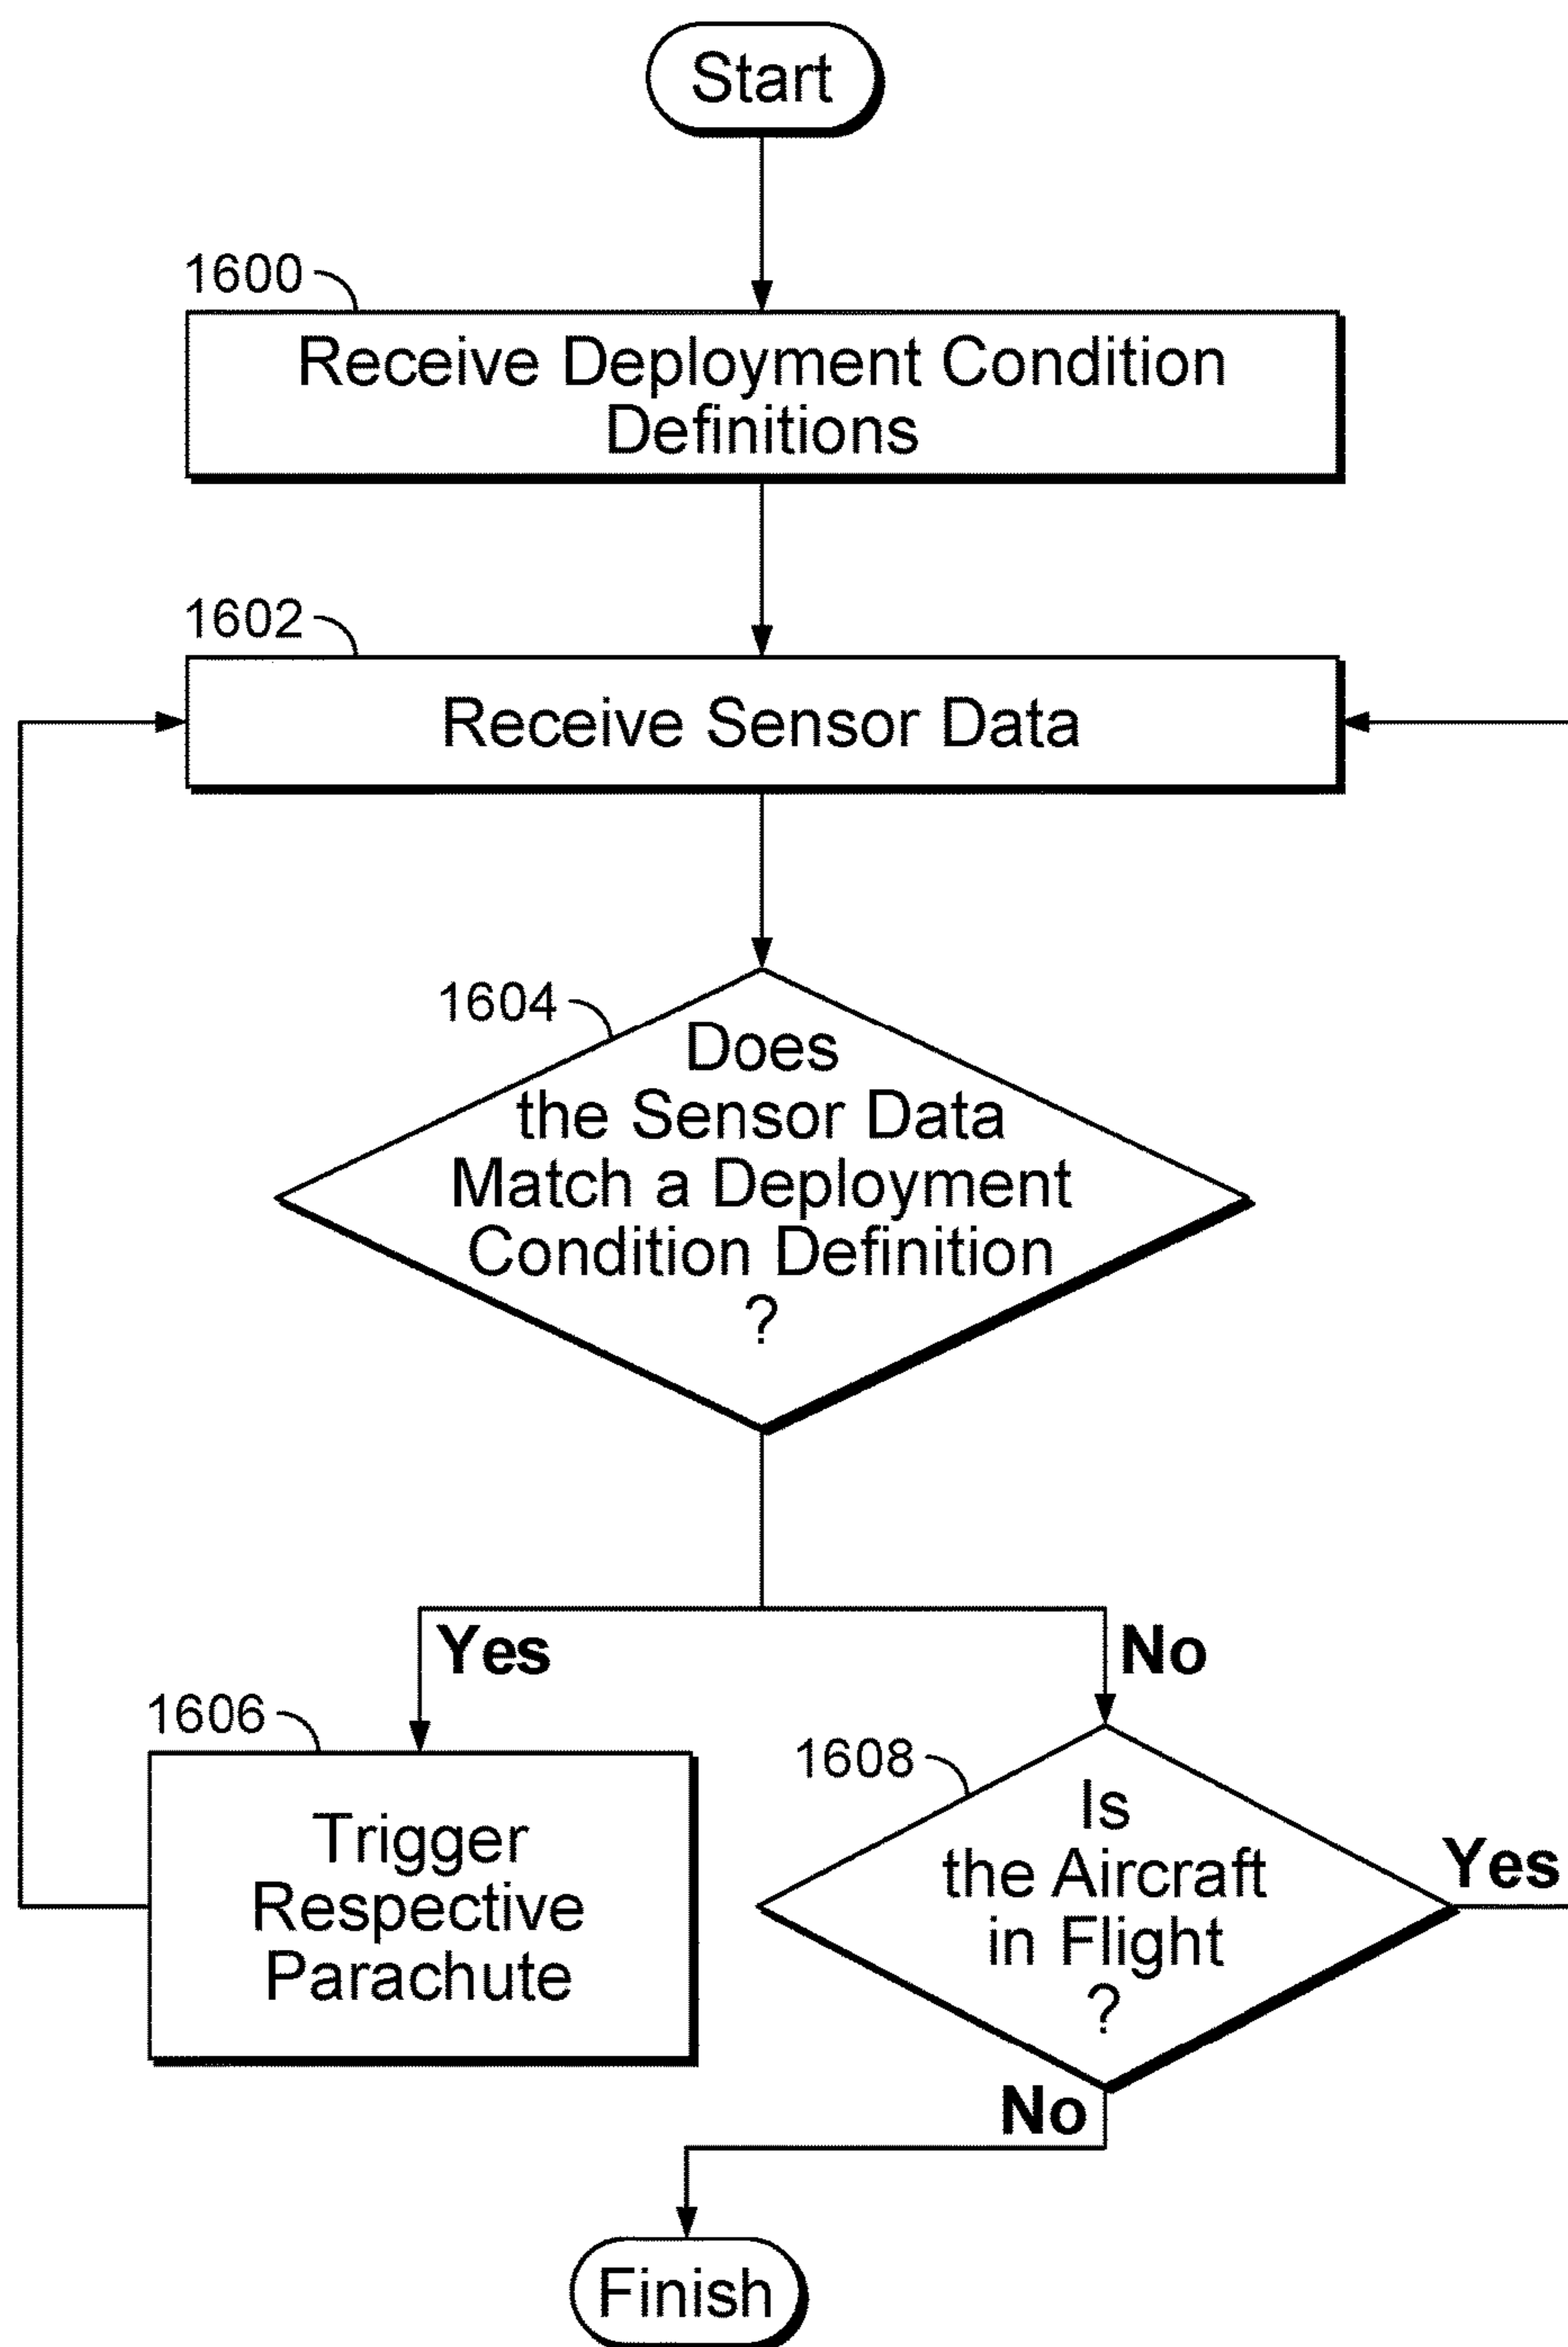 Start
1600
Receive Deployment Condition
Definitions
1602
Receive Sensor Data
1604
Does
the Sensor Data
Match a Deployment
Condition Definition
?
Yes
No
1606
Trigger
Respective
Parachute
1608
Is
the Aircraft
in Flight
?
Yes
No
Finish